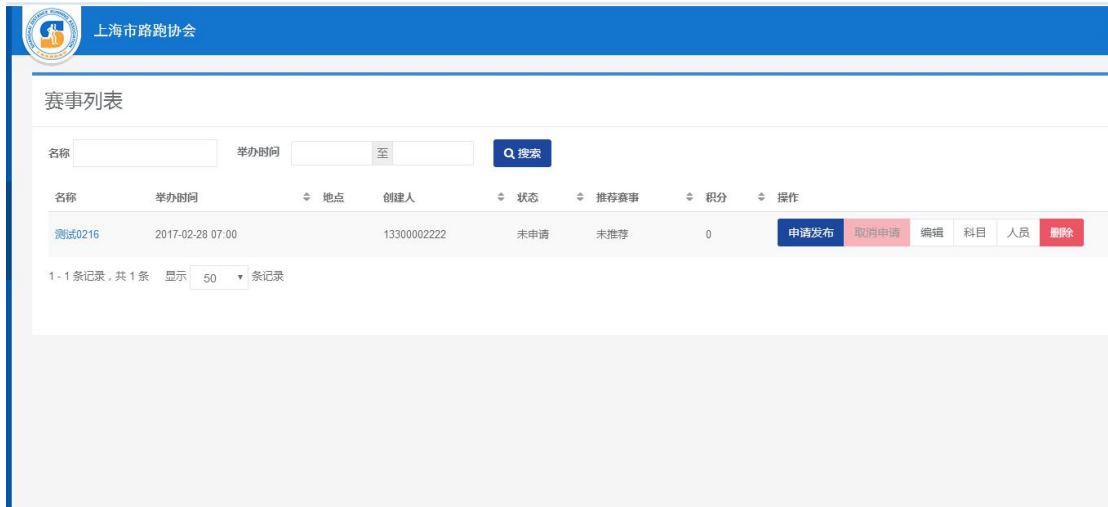 上海市路跑协会
赛事列表
名称 举办时间 至 搜索
名称 举办时间 地点 创建人 状态 推荐赛事 积分 操作
测试0216 2017-02-28 07:00 13300002222 未申请 未推荐 0 申请发布 取消申请 编辑 科目 人员 删除
1 - 1 条记录，共 1 条 显示 50 条记录